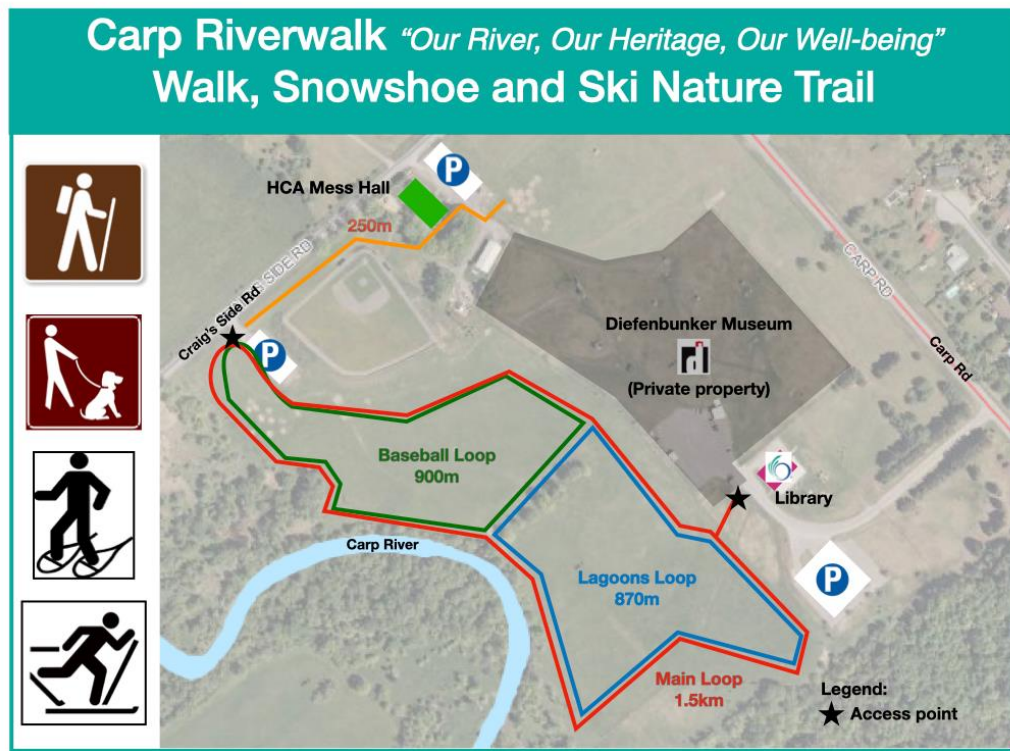 Carp Riverwalk “Our River, Our Heritage, Our Well-being”
Walk, Snowshoe and Ski Nature Trail
P
HCA Mess Hall
250m
SIDE RD
Craig's Side Rd
P
CARP RD
Carp Rd
Diefenbunker Museum
(Private property)
Baseball Loop
900m
Library
Carp River
Lagoons Loop
870m
P
Main Loop
1.5km
Legend:
★ Access point